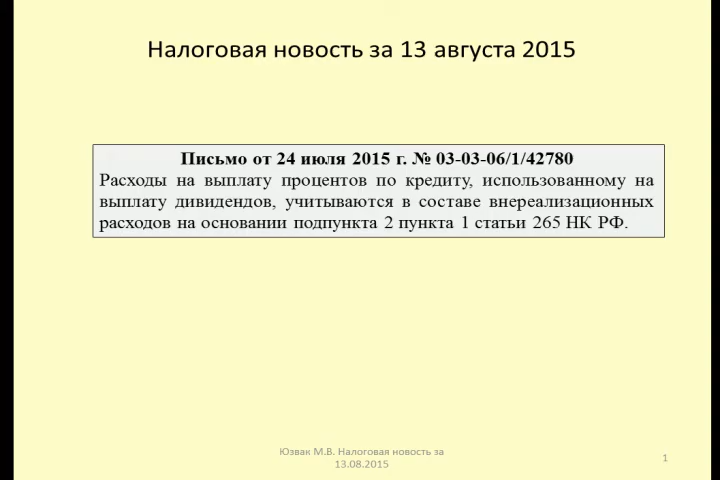 Налоговая новость за 13 августа 2015
Письмо от 24 июля 2015 г. № 03-03-06/1/42780
Расходы на выплату процентов по кредиту, использованному на
выплату дивидендов, учитываются в составе внереализационных
расходов на основании подпункта 2 пункта 1 статьи 265 НК РФ.
Юзвак М.В. Налоговая новость за
13.08.2015
1